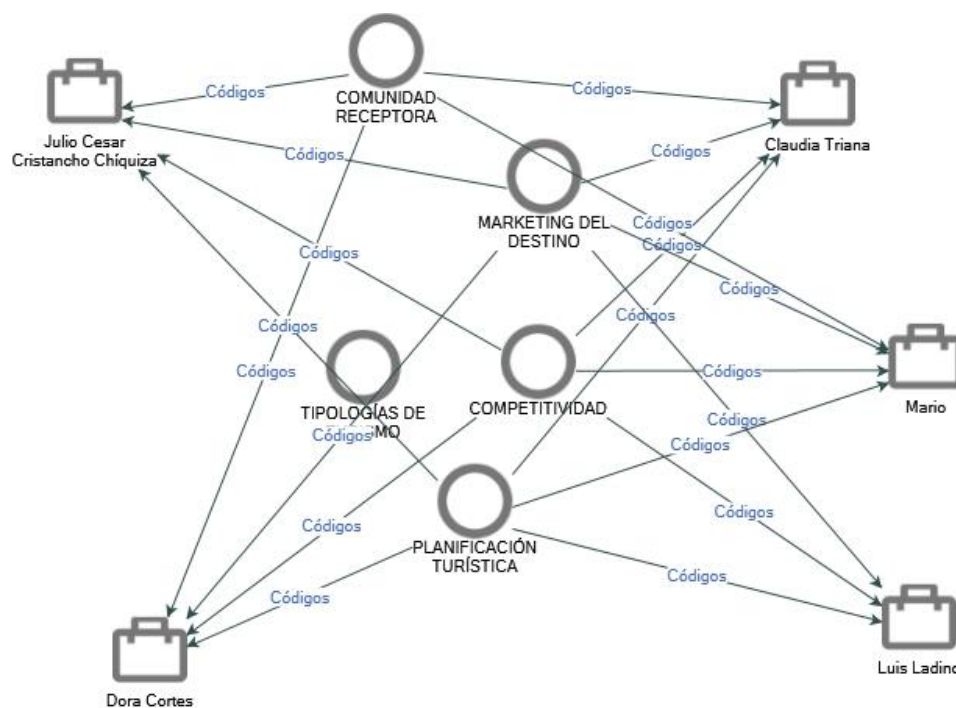 Códigos
Códigos
COMUNIDAD
RECEPTORA
Julio Cesar
Cristancho Chíquiza
Claudia Triana
Códigos
Códigos
MARKETING DEL
DESTINO
Códigos
Códigos
Códigos
Códigos
Códigos
Códigos
Códigos
Códigos
Mario
TIPOLOGÍAS DE
COMPETITIVIDAD
Códigos
Códigos
Códigos
Códigos
Códigos
PLANIFICACIÓN
TURÍSTICA
Códigos
Códigos
Luis Ladino
Dora Cortes